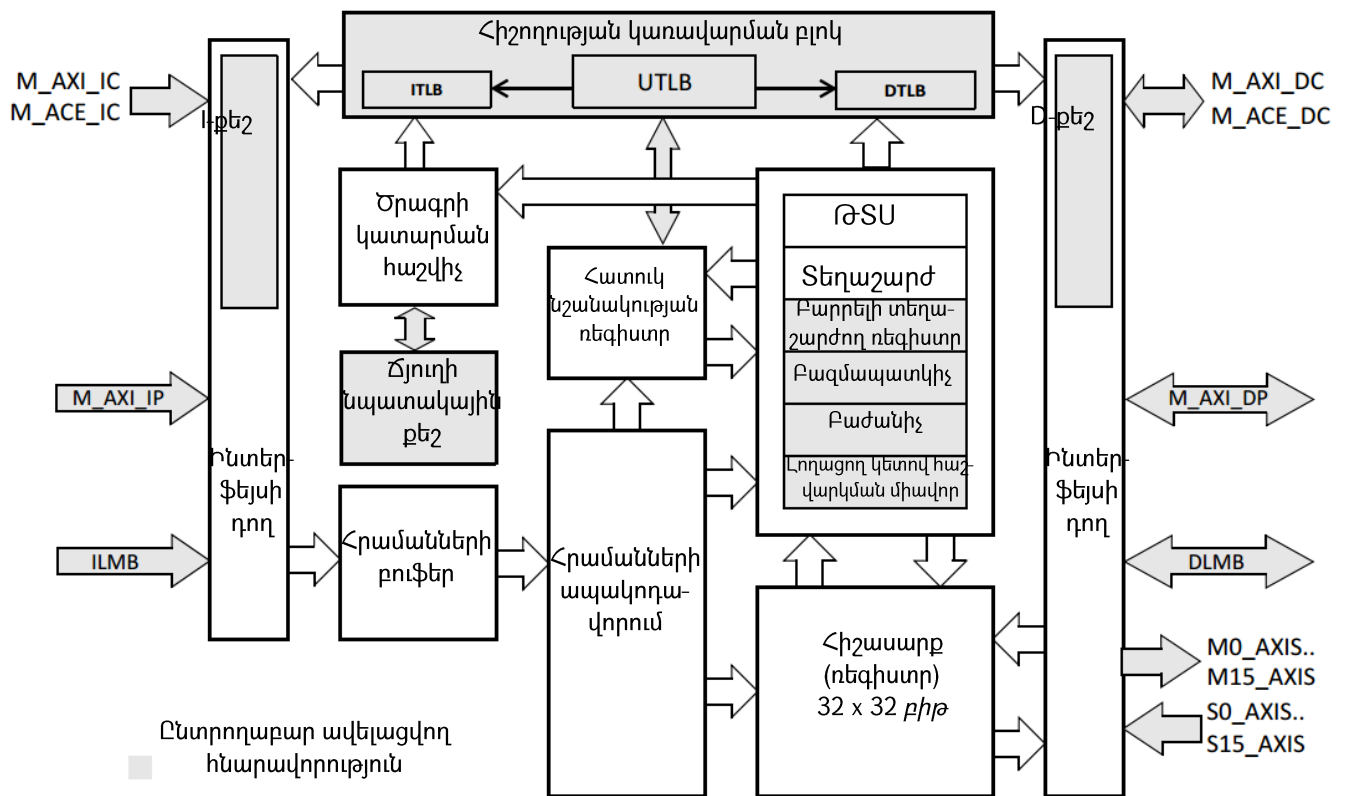 Հիշողության կառավարման բլոկ
ITLB
UTLB
DTLB
M_AXI_IC
M_ACE_IC
I-քեշ
D-քեշ
M_AXI_DC
M_ACE_DC
Ծրագրի
կատարման
հաշվիչ
Հատուկ
նշանակության
ռեգիստր
ԹՏՍ
Տեղաշարժ
Բարրելի տեղա-
շարժող ռեգիստր
Բազմապատկիչ
Բաժանիչ
Լողացող կետով հաշ-
վարկման միավոր
Ճյուղի
նպատակային
քեշ
M_AXI_IP
M_AXI_DP
Ինտեր-
ֆեյսի
դող
Ինտեր-
ֆեյսի
դող
ILMB
Հրամանների
բուֆեր
Հրամանների
ապակոդա-
վորում
DLMB
Հիշասարք
(ռեգիստր)
32 x 32 բիթ
M0_AXIS..
M15_AXIS
S0_AXIS..
S15_AXIS
Ընտրողաբար ավելացվող
հնարավորություն